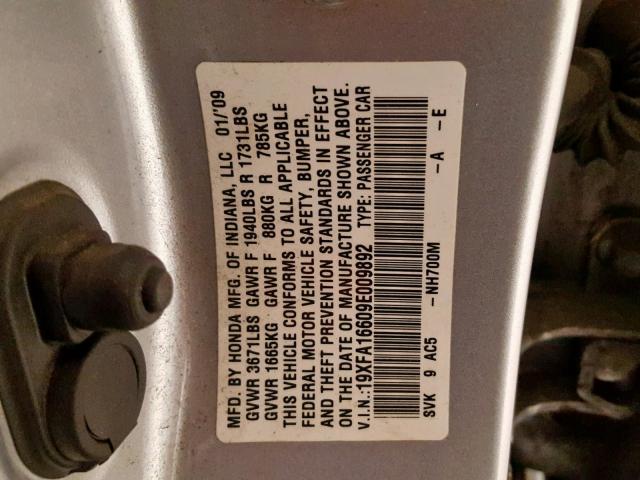 MFD. BY HONDA MFG. OF INDIANA, LLC 01/'09
GVWR 3671LBS GAWR F 1940LBS R 1731LBS
GVWR 1665KG GAWR F 880KG R 785KG
THIS VEHICLE CONFORMS TO ALL APPLICABLE
FEDERAL MOTOR VEHICLE SAFETY, BUMPER,
AND THEFT PREVENTION STANDARDS IN EFFECT
ON THE DATE OF MANUFACTURE SHOWN ABOVE.
V.I.N.:19XFA16609E009892 TYPE: PASSENGER CAR
SVK 9 AC5 -NH700M -A -E